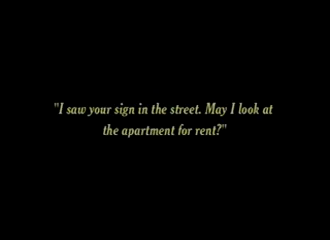 "I saw your sign in the street. May I look at
the apartment for rent?"